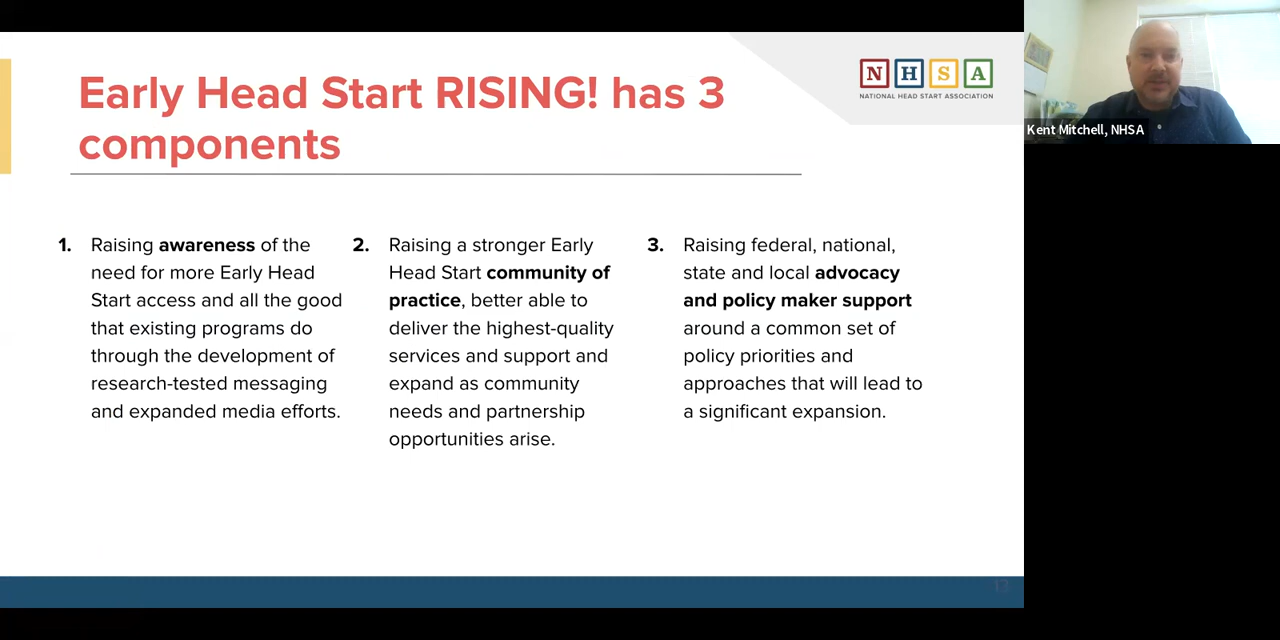 Early Head Start RISING! has 3
components
N H S A
NATIONAL HEAD START ASSOCIATION
Kent Mitchell, NHSA
1. Raising awareness of the
need for more Early Head
Start access and all the good
that existing programs do
through the development of
research-tested messaging
and expanded media efforts.
2. Raising a stronger Early
Head Start community of
practice, better able to
deliver the highest-quality
services and support and
expand as community
needs and partnership
opportunities arise.
3. Raising federal, national,
state and local advocacy
and policy maker support
around a common set of
policy priorities and
approaches that will lead to
a significant expansion.